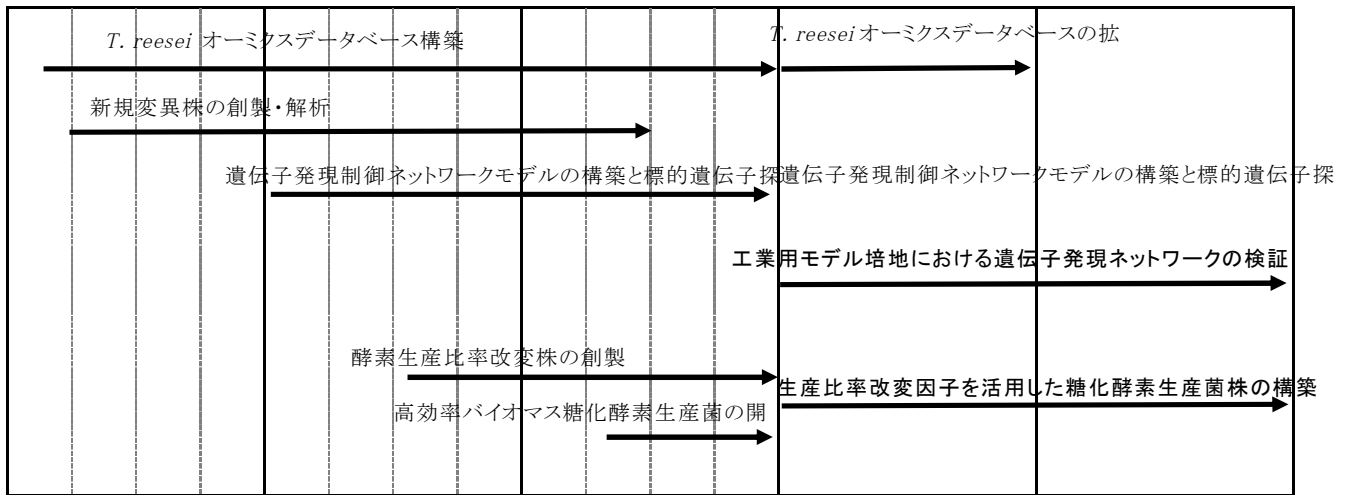 T. reesei オーミクスデータベース構築
T. reesei オーミクスデータベースの拡
新規変異株の創製・解析
遺伝子発現制御ネットワークモデルの構築と標的遺伝子探
遺伝子発現制御ネットワークモデルの構築と標的遺伝子探
工業用モデル培地における遺伝子発現ネットワークの検証
酵素生産比率改変株の創製
生産比率改変因子を活用した糖化酵素生産菌株の構築
高効率バイオマス糖化酵素生産菌の開